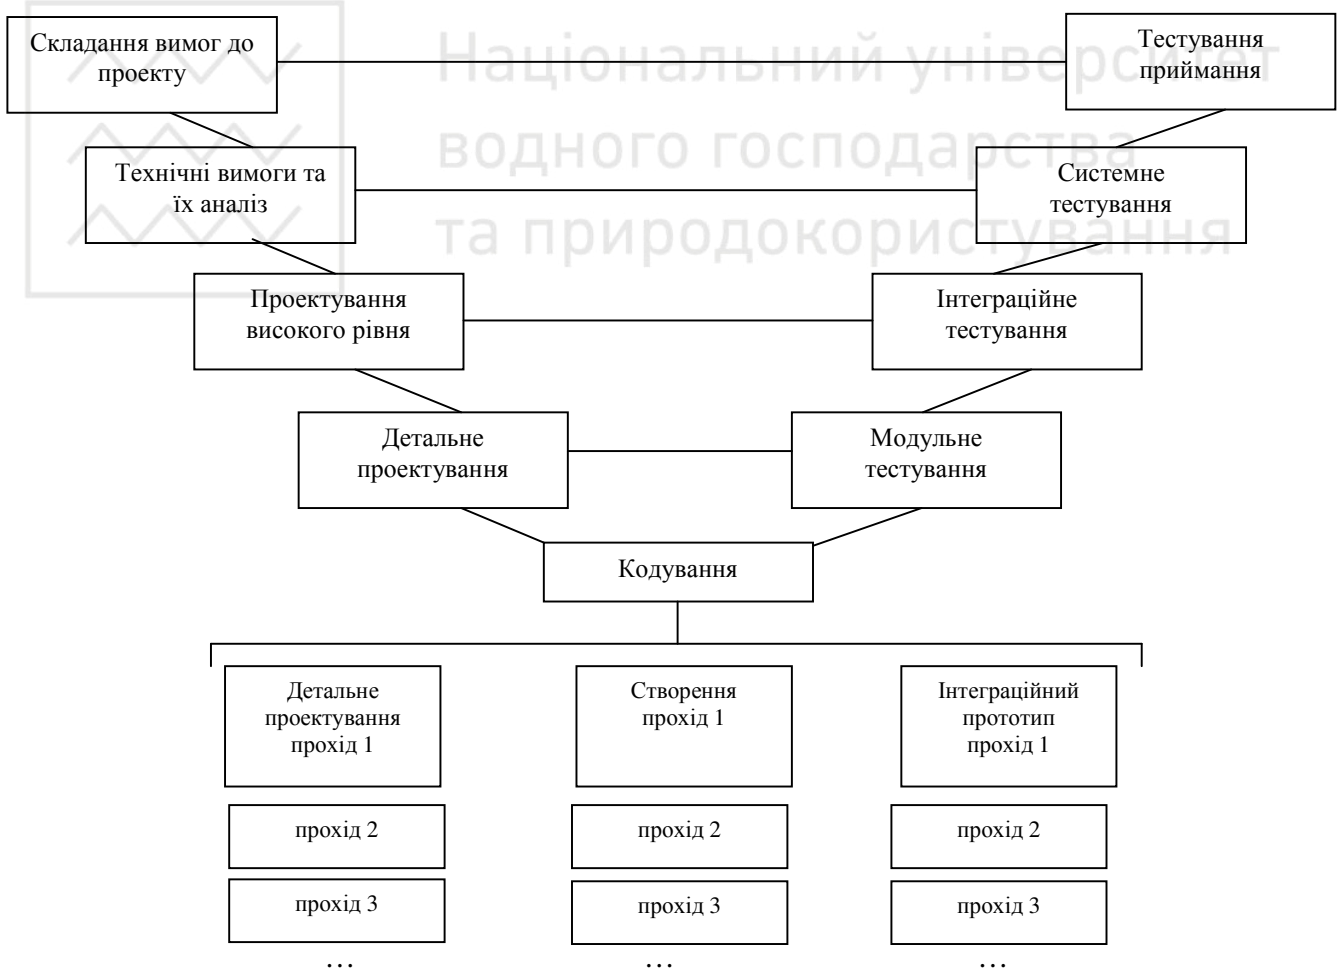 Національний університет
водного господарства
та природокористування
Складання вимог до
проекту
Тестування
приймання
Технічні вимоги та
їх аналіз
Системне
тестування
Проектування
високого рівня
Інтеграційне
тестування
Детальне
проектування
Модульне
тестування
Кодування
Детальне
проектування
прохід 1
Створення
прохід 1
Інтеграційний
прототип
прохід 1
прохід 2
прохід 2
прохід 2
прохід 3
прохід 3
прохід 3
…
…
…